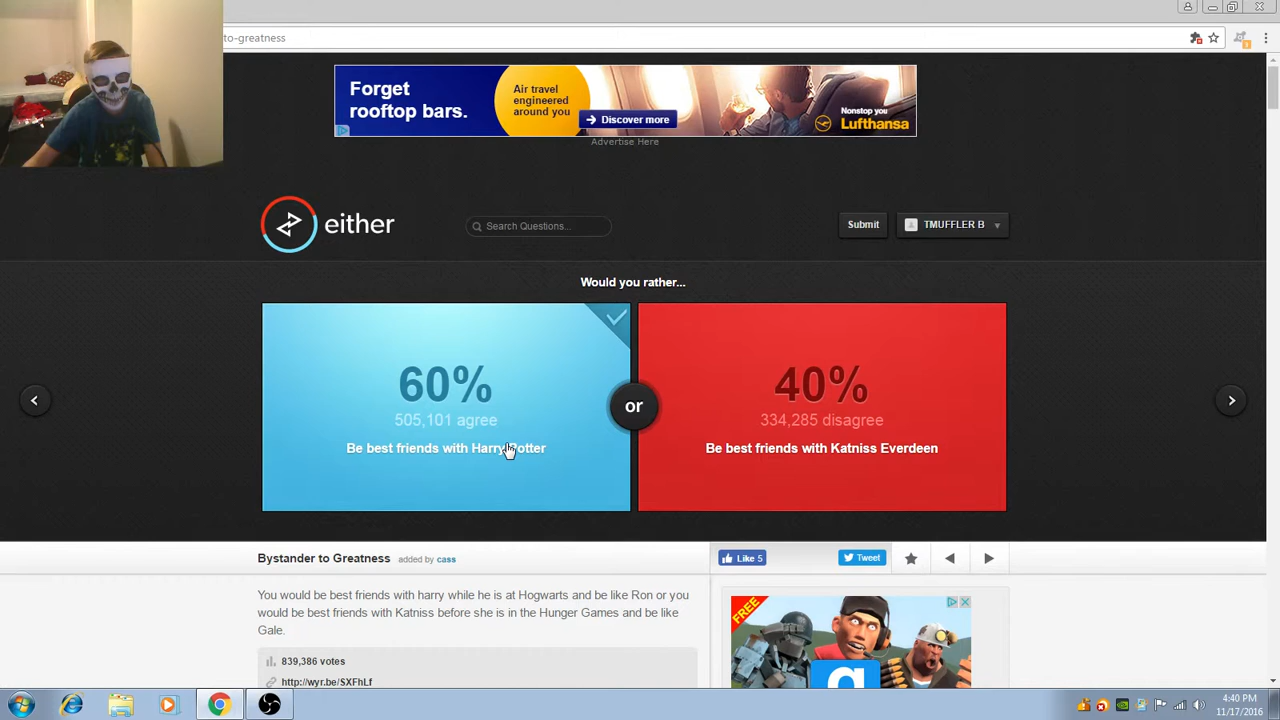 to-greatness
Forget
rooftop bars.
Air travel
engineered
around you
Discover more
Nonstop you
Lufthansa
Advertise Here
either
Search Questions...
Submit
TMUFFLER B
Would you rather...
60%
505,101 agree
Be best friends with Harry Potter
or
40%
334,285 disagree
Be best friends with Katniss Everdeen
Bystander to Greatness added by cass
Like 5
Tweet
You would be best friends with harry while he is at Hogwarts and be like Ron or you
would be best friends with Katniss before she is in the Hunger Games and be like
Gale.
FREE
839,386 votes
http://wyr.be/SXFhLf
4:40 PM
11/17/2016